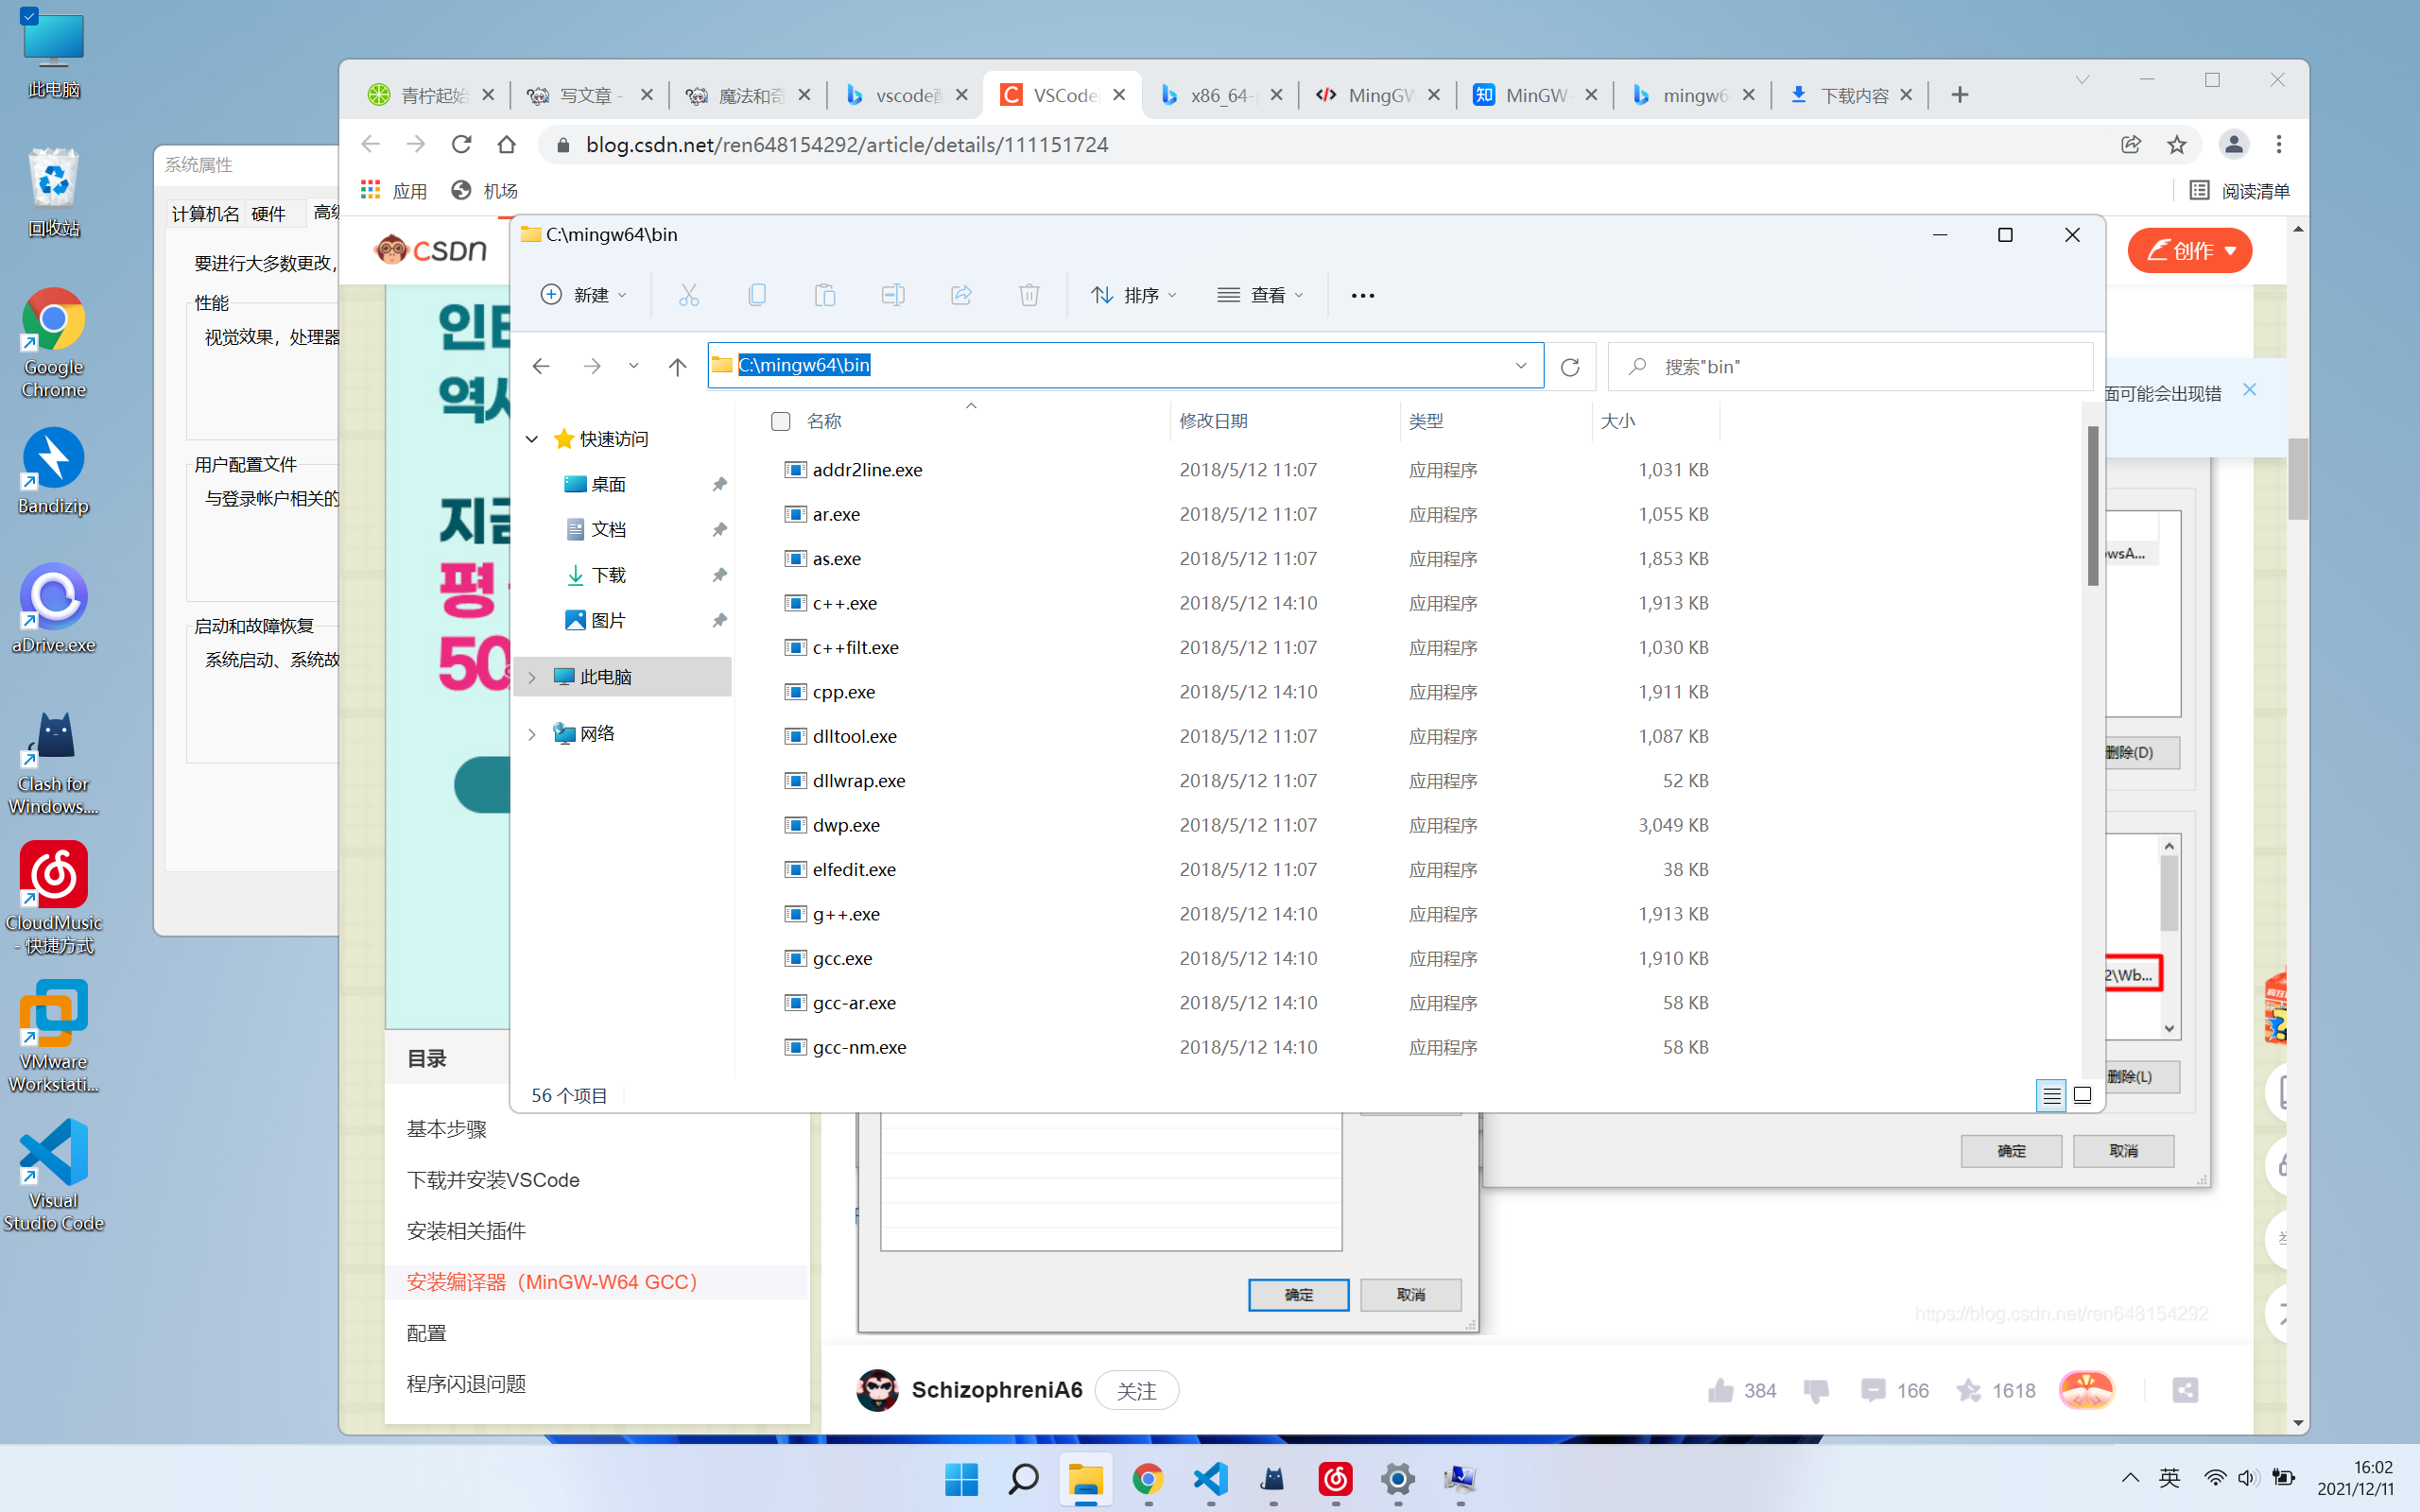 此电脑
回收站
Google
Chrome
Bandizip
aDrive.exe
Clash for
Windows....
CloudMusic
- 快捷方式
VMware
Workstati...
Visual
Studio Code
系统属性
计算机名
硬件
高级
要进行大多数更改,
性能
视觉效果，处理器
用户配置文件
与登录帐户相关的
启动和故障恢复
系统启动、系统故
青柠起始
写文章 -
魔法和奇
vscode配
VSCode
x86_64-
MingGW
MinGW-
mingw6
下载内容
blog.csdn.net/ren648154292/article/details/111151724
应用
机场
阅读清单
CSDN
创作
面可能会出现错
C:\mingw64\bin
新建
排序
查看
C:\mingw64\bin
搜索"bin"
快速访问
桌面
文档
下载
图片
此电脑
网络
名称 修改日期 类型 大小
addr2line.exe 2018/5/12 11:07 应用程序 1,031 KB
ar.exe 2018/5/12 11:07 应用程序 1,055 KB
as.exe 2018/5/12 11:07 应用程序 1,853 KB
c++.exe 2018/5/12 14:10 应用程序 1,913 KB
c++filt.exe 2018/5/12 11:07 应用程序 1,030 KB
cpp.exe 2018/5/12 14:10 应用程序 1,911 KB
dlltool.exe 2018/5/12 11:07 应用程序 1,087 KB
dllwrap.exe 2018/5/12 11:07 应用程序 52 KB
dwp.exe 2018/5/12 11:07 应用程序 3,049 KB
elfedit.exe 2018/5/12 11:07 应用程序 38 KB
g++.exe 2018/5/12 14:10 应用程序 1,913 KB
gcc.exe 2018/5/12 14:10 应用程序 1,910 KB
gcc-ar.exe 2018/5/12 14:10 应用程序 58 KB
gcc-nm.exe 2018/5/12 14:10 应用程序 58 KB
56 个项目
역사
지금
평
50
owsA...
删除(D)
2\Wb...
删除(L)
确定
取消
确定
取消
https://blog.csdn.net/ren648154292
目录
基本步骤
下载并安装VSCode
安装相关插件
安装编译器（MinGW-W64 GCC）
配置
程序闪退问题
SchizophreniA6
关注
384
166
1618
英
16:02
2021/12/11